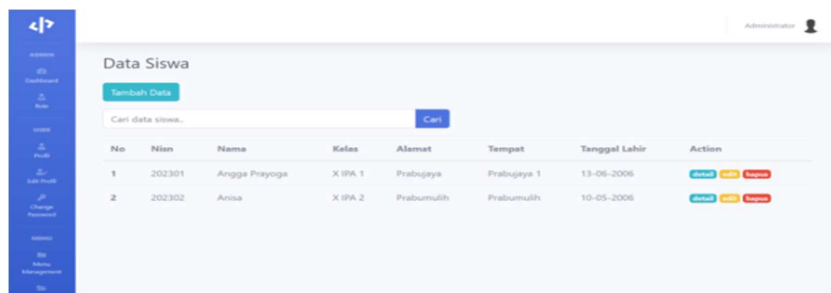 Administrator
ADMIN
Dashboard
Role
USER
Profil
Edit Profil
Change
Password
MENU
Menu
Management
Data Siswa
Tambah Data
Cari data siswa..
Cari
No Nisn Nama Kelas Alamat Tempat Tanggal Lahir Action
1 202301 Angga Prayoga X IPA 1 Prabujaya Prabujaya 1 13-06-2006 detail edit hapus
2 202302 Anisa X IPA 2 Prabumulih Prabumulih 10-05-2006 detail edit hapus